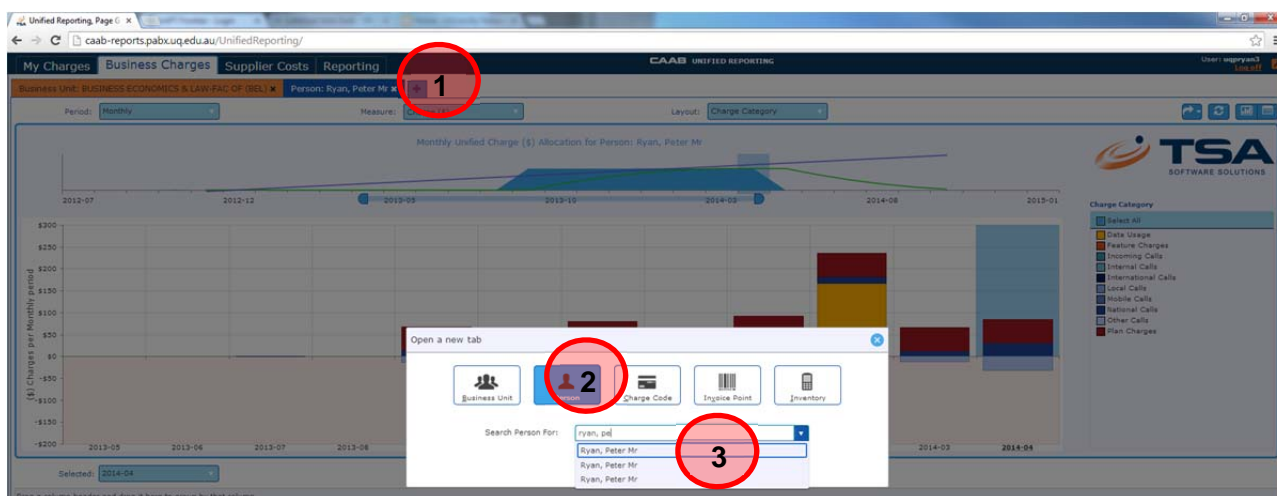 Unified Reporting, Page
caab-reports.pabx.uq.edu.au/UnifiedReporting/
My Charges Business Charges Supplier Costs Reporting
CAAB UNIFIED REPORTING
User: uqpryan3
Log off
Business Unit: BUSINESS ECONOMICS & LAW-FAC OF (BEL) x Person: Ryan, Peter Mr x +
1
Period: Monthly Measure: Layout: Charge Category
Monthly Unified Charge ($) Allocation for Person: Ryan, Peter Mr
TSA
SOFTWARE SOLUTIONS
2012-07 2012-12 2013-05 2013-10 2014-03 2014-08 2015-01
Charge Category
Select All
Data Usage
Feature Charges
Incoming Calls
Internal Calls
International Calls
Local Calls
Mobile Calls
National Calls
Other Calls
Plan Charges
($) Charges per Monthly period
$300
$250
$200
$150
$100
$50
$0
-$50
-$100
-$150
-$200
2013-05 2013-06 2013-07 2013-08 2014-03 2014-04
Open a new tab
Business Unit Person Charge Code Invoice Point Inventory
2
Search Person For: ryan, pe
Ryan, Peter Mr
Ryan, Peter Mr
Ryan, Peter Mr
3
Selected: 2014-04